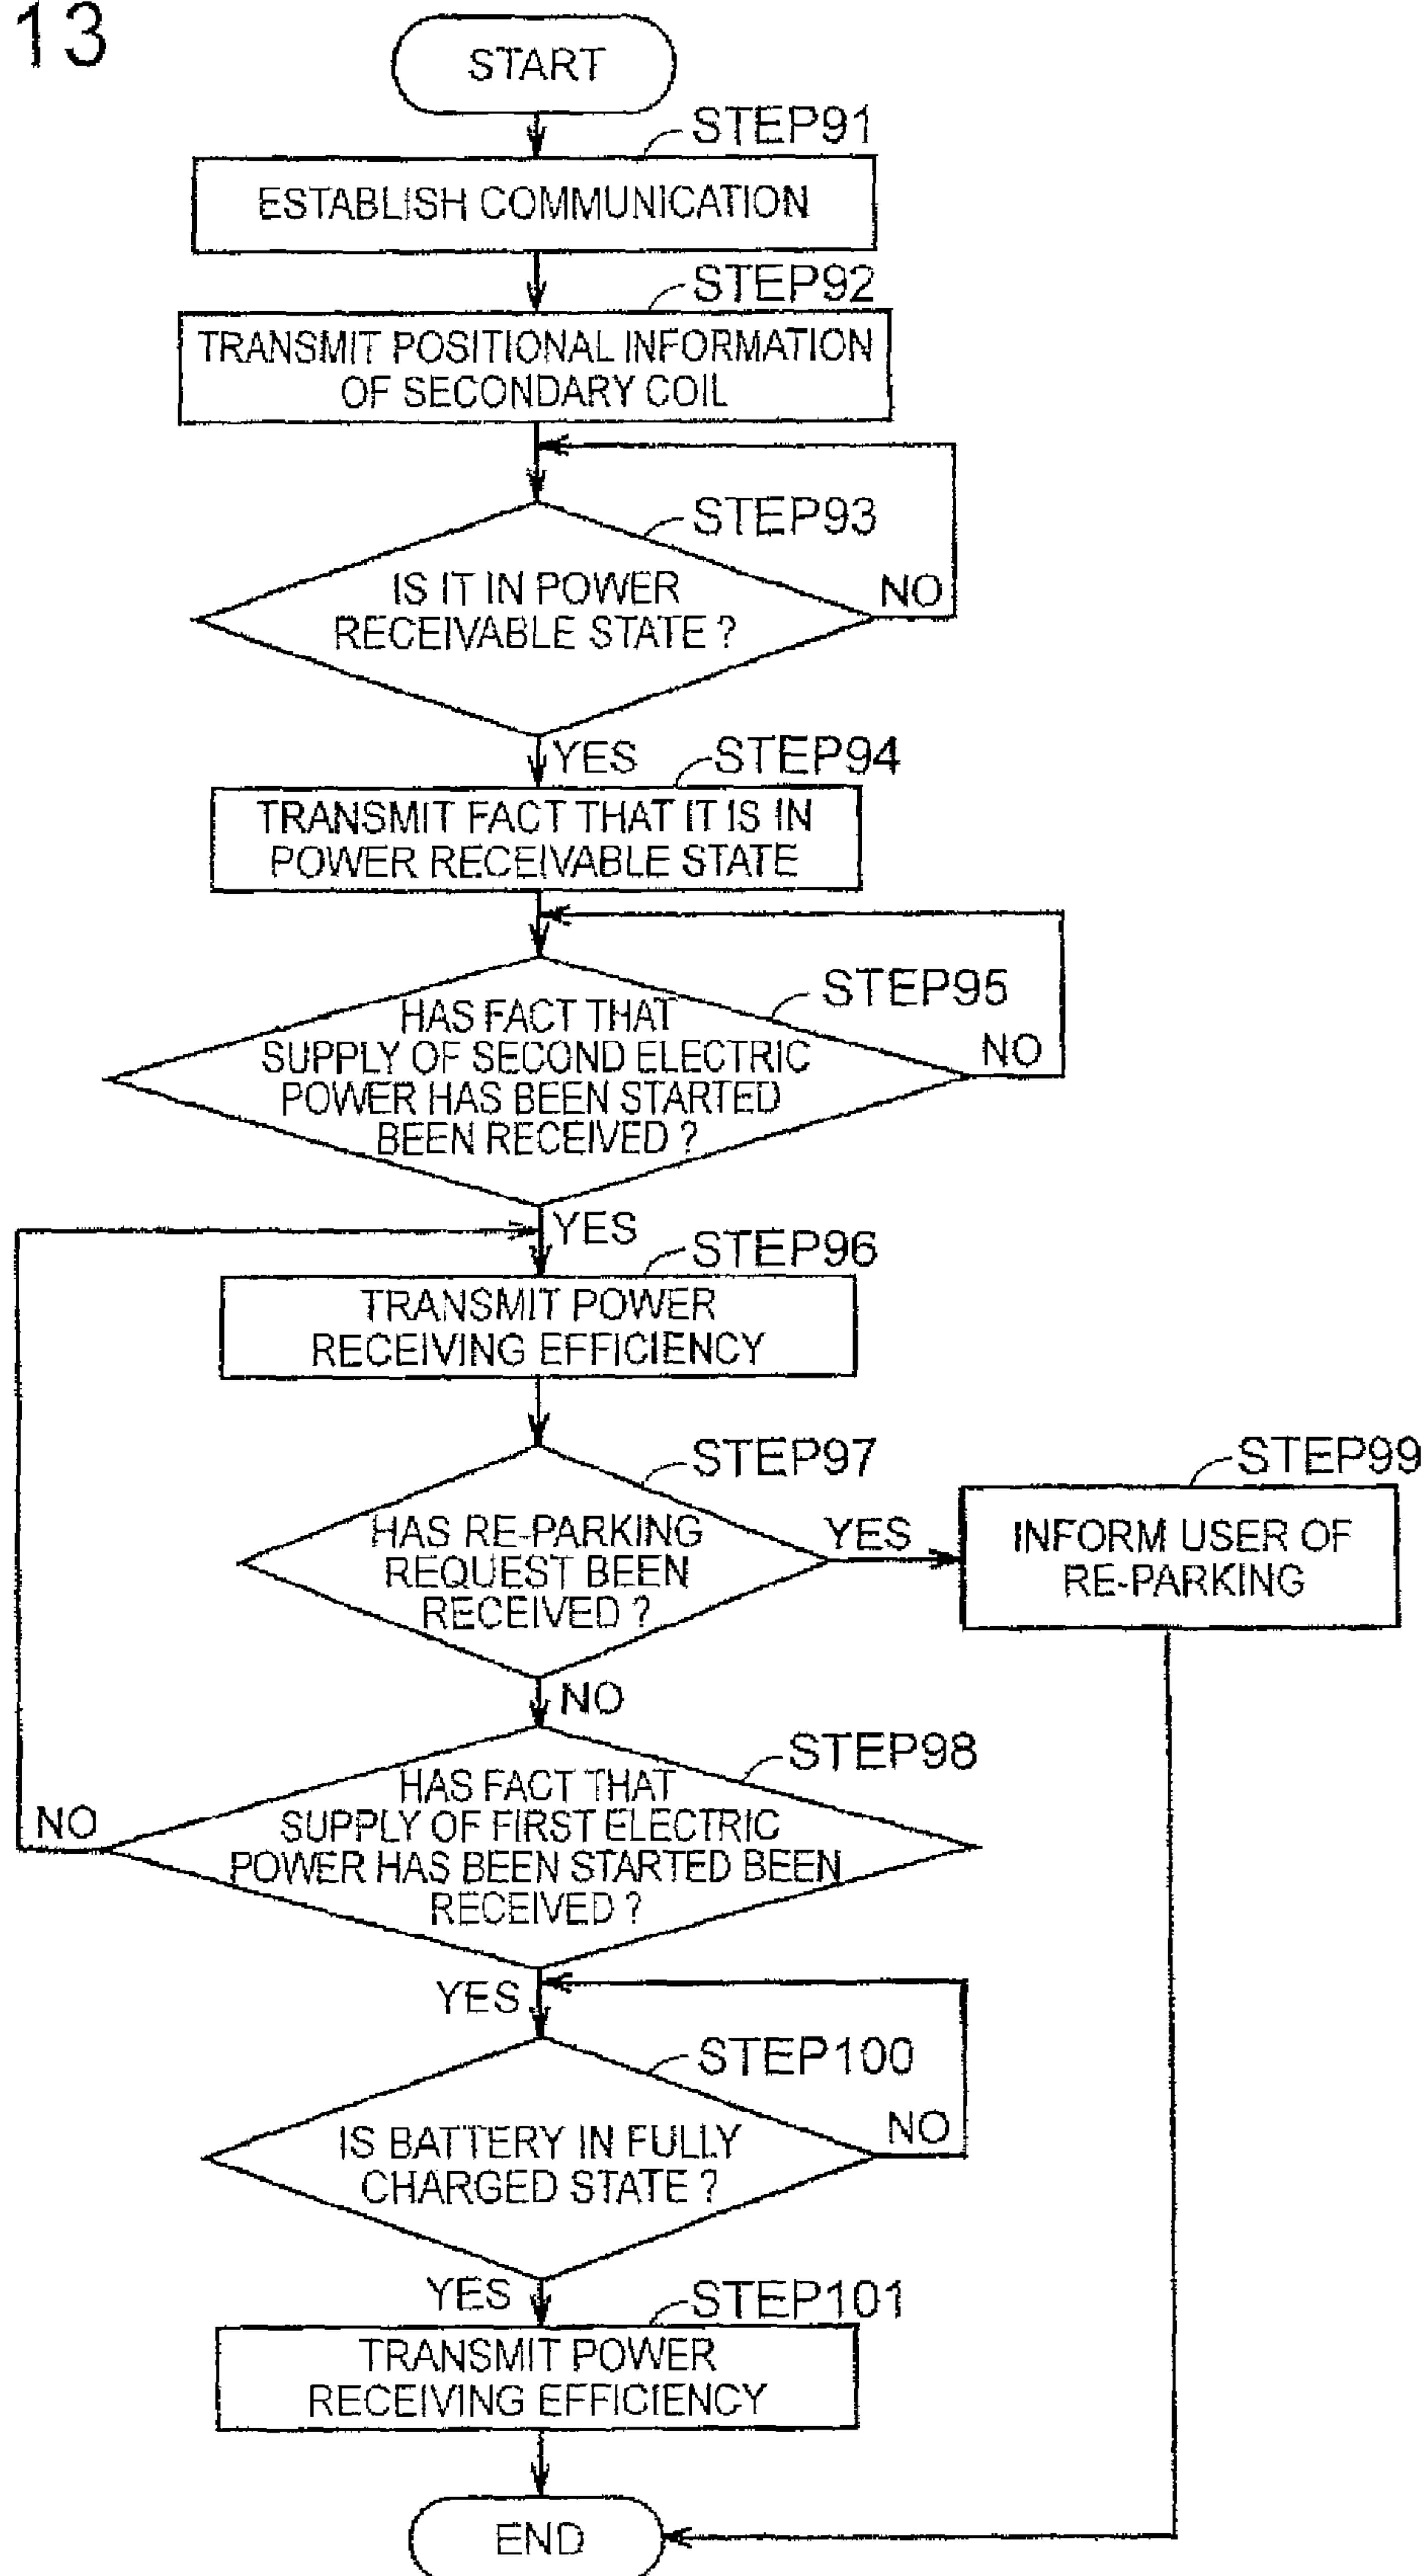 13
START
STEP91
ESTABLISH COMMUNICATION
STEP92
TRANSMIT POSITIONAL INFORMATION
OF SECONDARY COIL
STEP93
IS IT IN POWER
RECEIVABLE STATE ?
NO
YES
STEP94
TRANSMIT FACT THAT IT IS IN
POWER RECEIVABLE STATE
STEP95
HAS FACT THAT
SUPPLY OF SECOND ELECTRIC
POWER HAS BEEN STARTED
BEEN RECEIVED ?
NO
YES
STEP96
TRANSMIT POWER
RECEIVING EFFICIENCY
STEP97
HAS RE-PARKING
REQUEST BEEN
RECEIVED ?
YES
STEP99
INFORM USER OF
RE-PARKING
NO
STEP98
HAS FACT THAT
SUPPLY OF FIRST ELECTRIC
POWER HAS BEEN STARTED BEEN
RECEIVED ?
NO
YES
STEP100
IS BATTERY IN FULLY
CHARGED STATE ?
NO
YES
STEP101
TRANSMIT POWER
RECEIVING EFFICIENCY
END